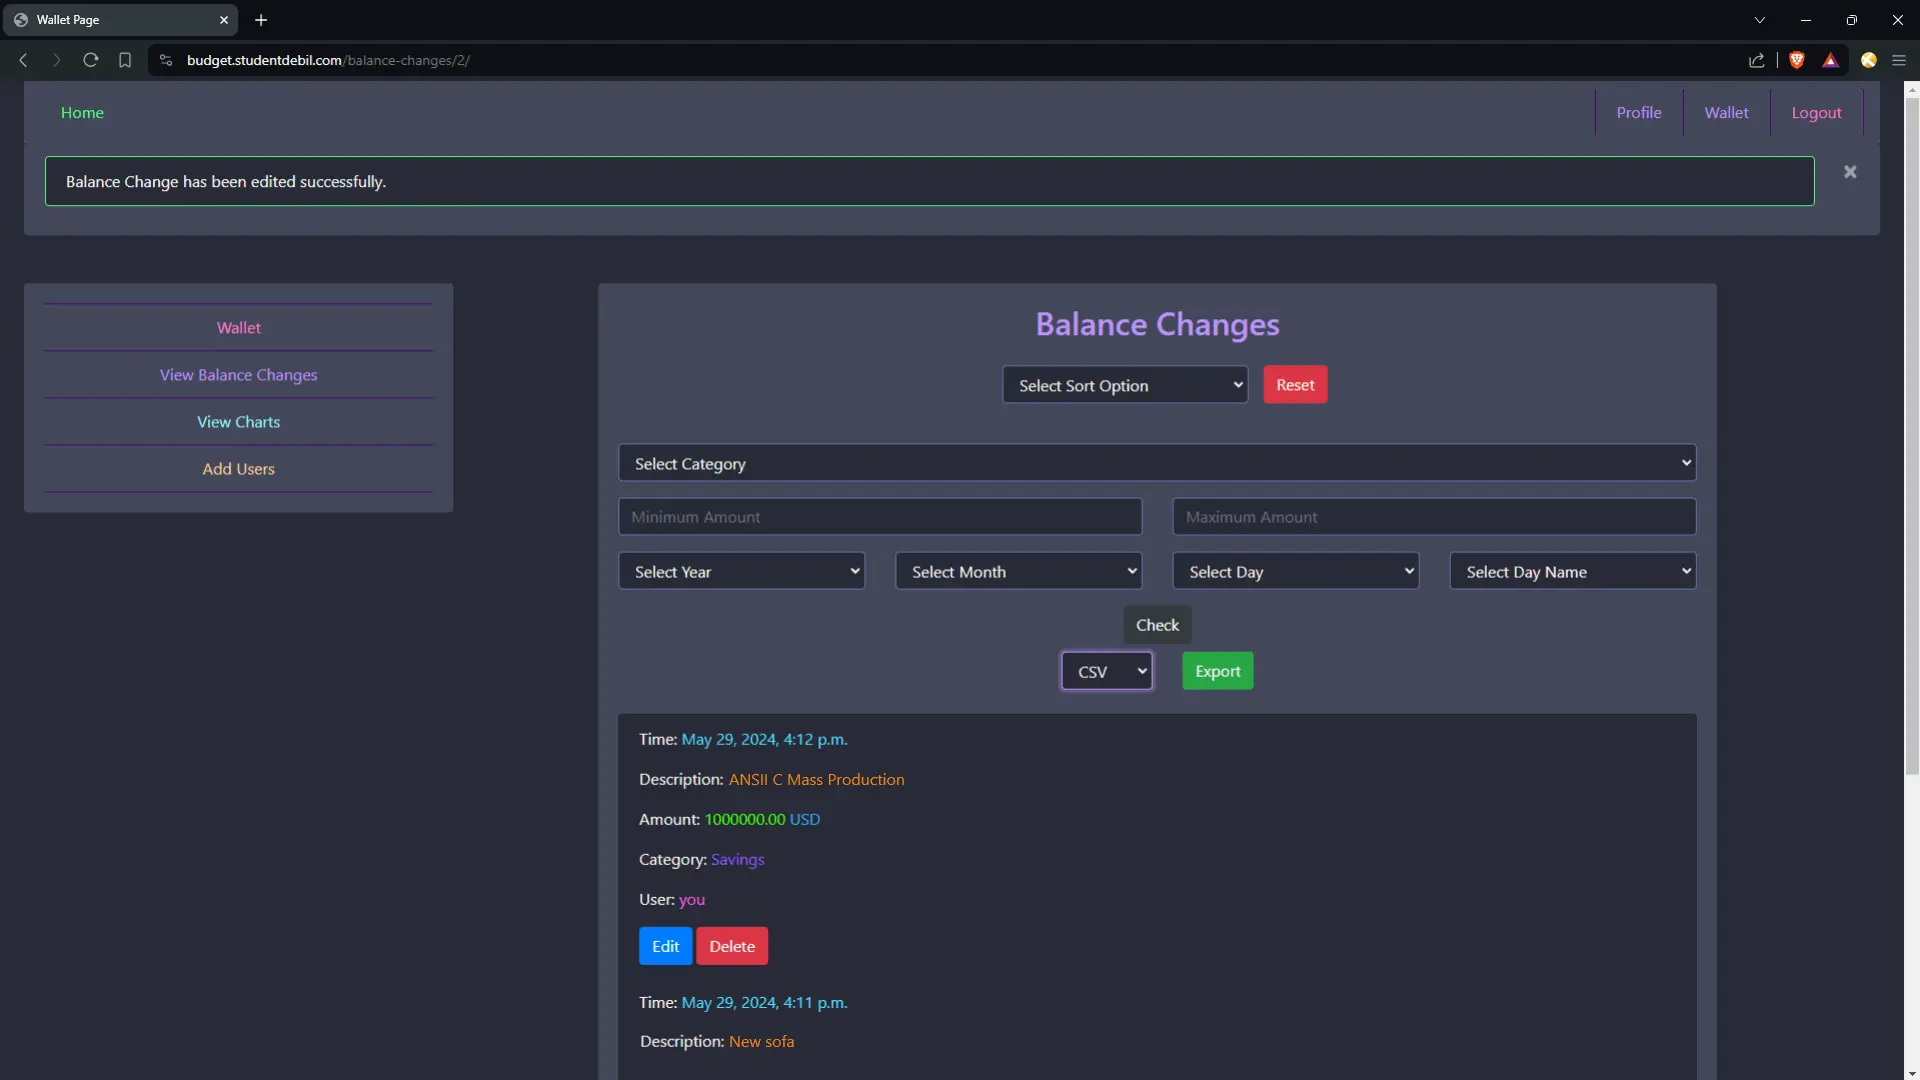 Wallet Page
budget.studentdebil.com/balance-changes/2/
Home
Profile
Wallet
Logout
Balance Change has been edited successfully.
Wallet
View Balance Changes
View Charts
Add Users
Balance Changes
Select Sort Option
Reset
Select Category
Minimum Amount
Maximum Amount
Select Year
Select Month
Select Day
Select Day Name
Check
CSV
Export
Time: May 29, 2024, 4:12 p.m.
Description: ANSII C Mass Production
Amount: 1000000.00 USD
Category: Savings
User: you
Edit
Delete
Time: May 29, 2024, 4:11 p.m.
Description: New sofa